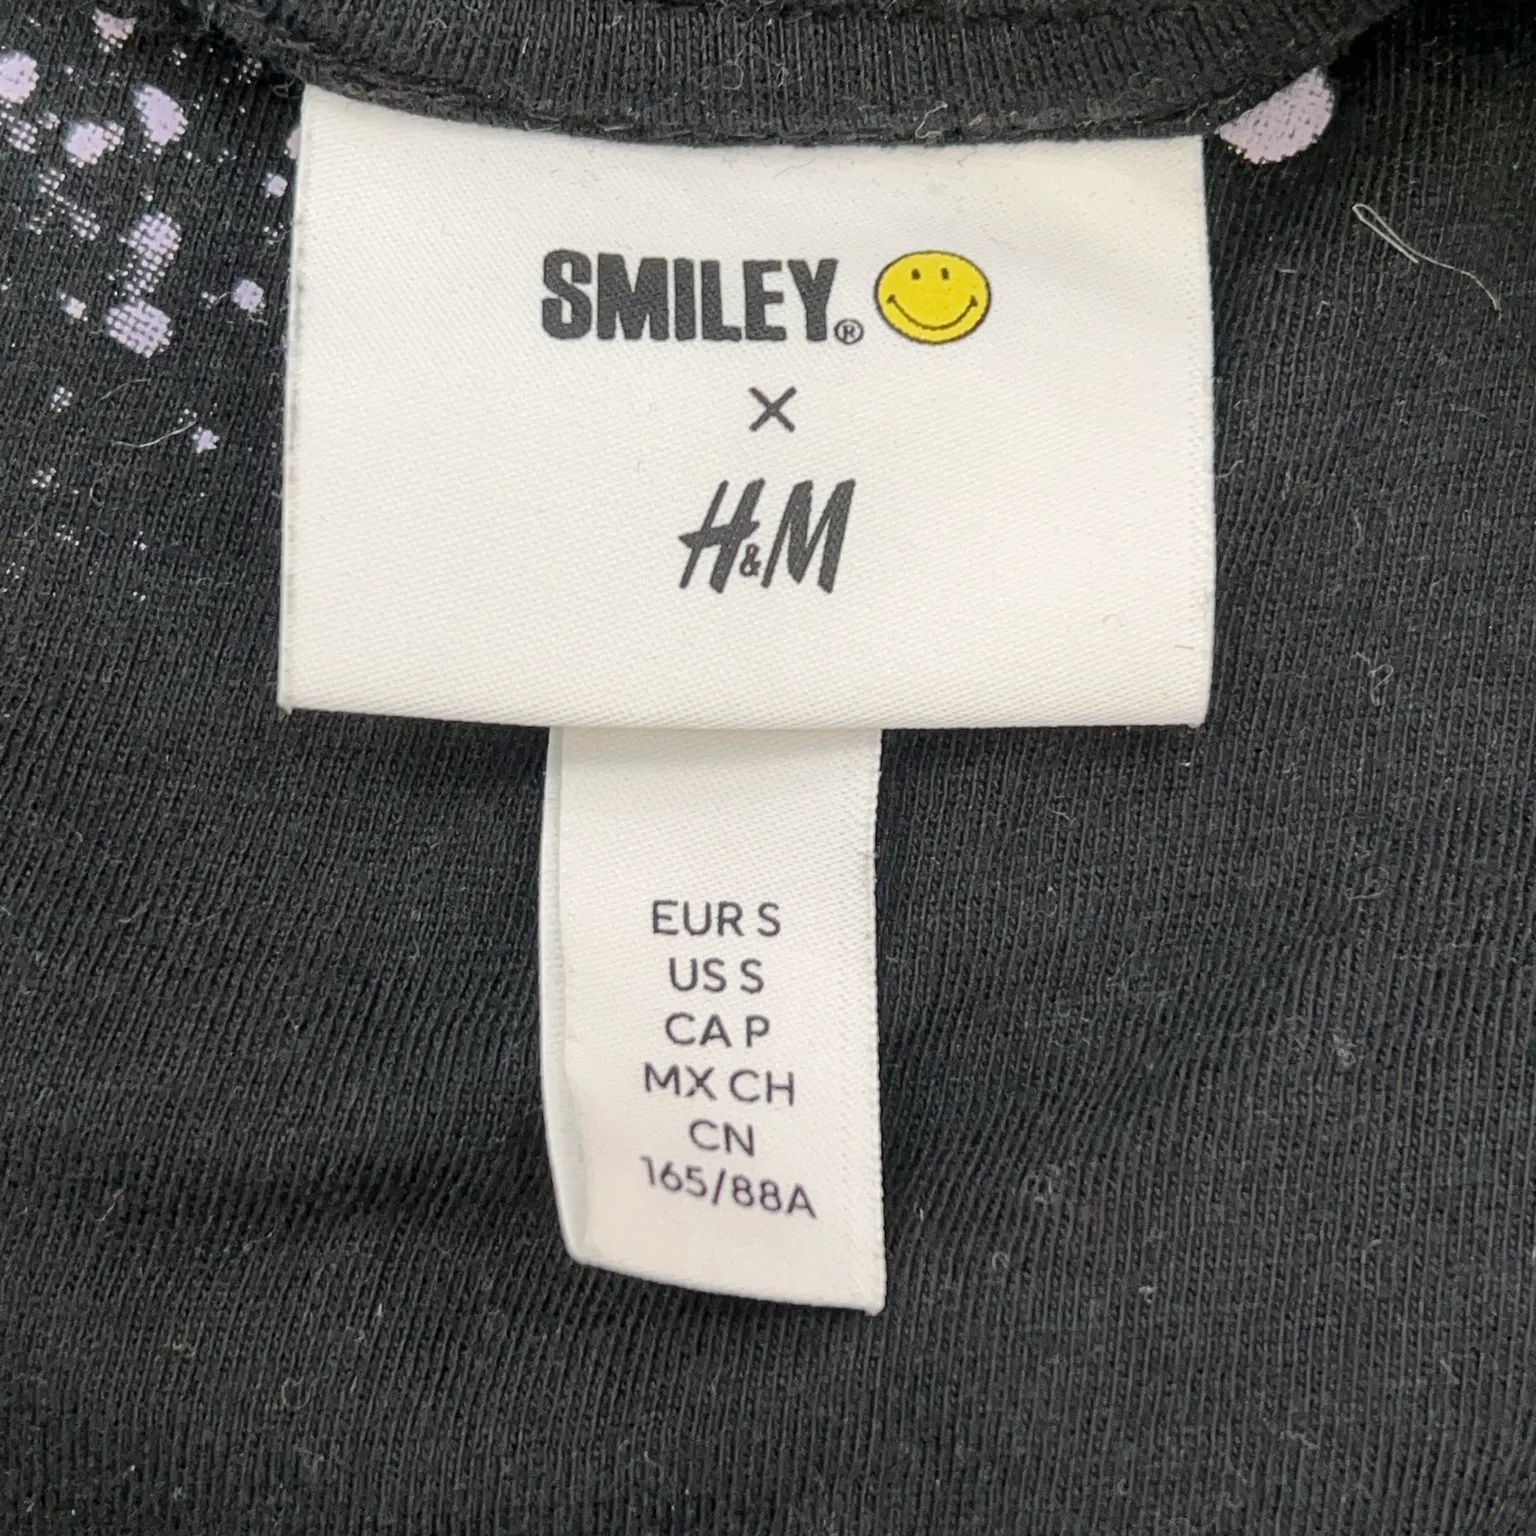 SMILEY®
×
H&M
EUR S
US S
CA P
MX CH
CN
165/88A